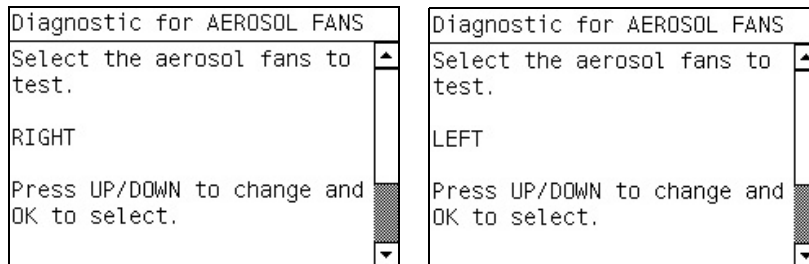 Diagnostic for AEROSOL FANS
Select the aerosol fans to
test.
RIGHT
Press UP/DOWN to change and
OK to select.
Diagnostic for AEROSOL FANS
Select the aerosol fans to
test.
LEFT
Press UP/DOWN to change and
OK to select.